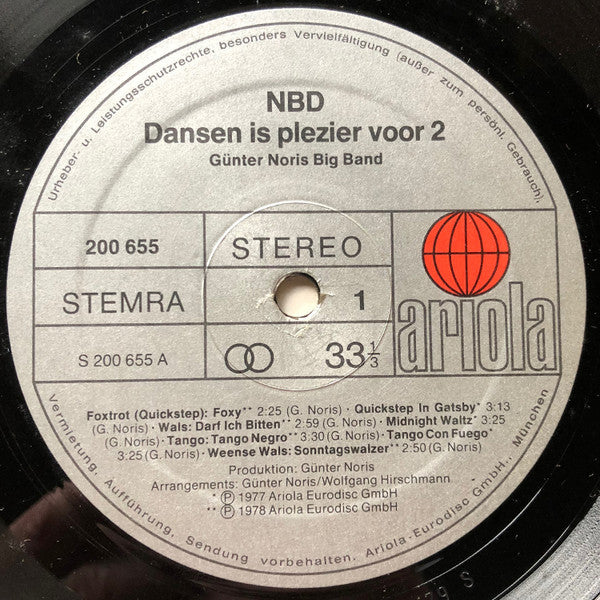 Urheber- u. Leistungsschutzrechte, besonders Vervielfältigung (außer zum persönl. Gebrauch).
NBD
Dansen is plezier voor 2
Günter Noris Big Band
200 655
STEREO
STEMRA
1
S 200 655 A
33 1/3
ariola
Foxtrot (Quickstep): Foxy** 2:25 (G. Noris) · Quickstep In Gatsby* 3:13
(G. Noris) · Wals: Darf Ich Bitten** 2:59 (G. Noris) · Midnight Waltz* 3:25
(G. Noris) · Tango: Tango Negro** 3:30 (G. Noris) · Tango Con Fuego*
3:25 (G. Noris) · Weense Wals: Sonntagswalzer** 2:50 (G. Noris)
Produktion: Günter Noris
Arrangements: Günter Noris/Wolfgang Hirschmann
* Ⓟ 1977 Ariola Eurodisc GmbH
** Ⓟ 1978 Ariola Eurodisc GmbH
Vermietung, Aufführung, Sendung vorbehalten. Ariola-Eurodisc GmbH., München